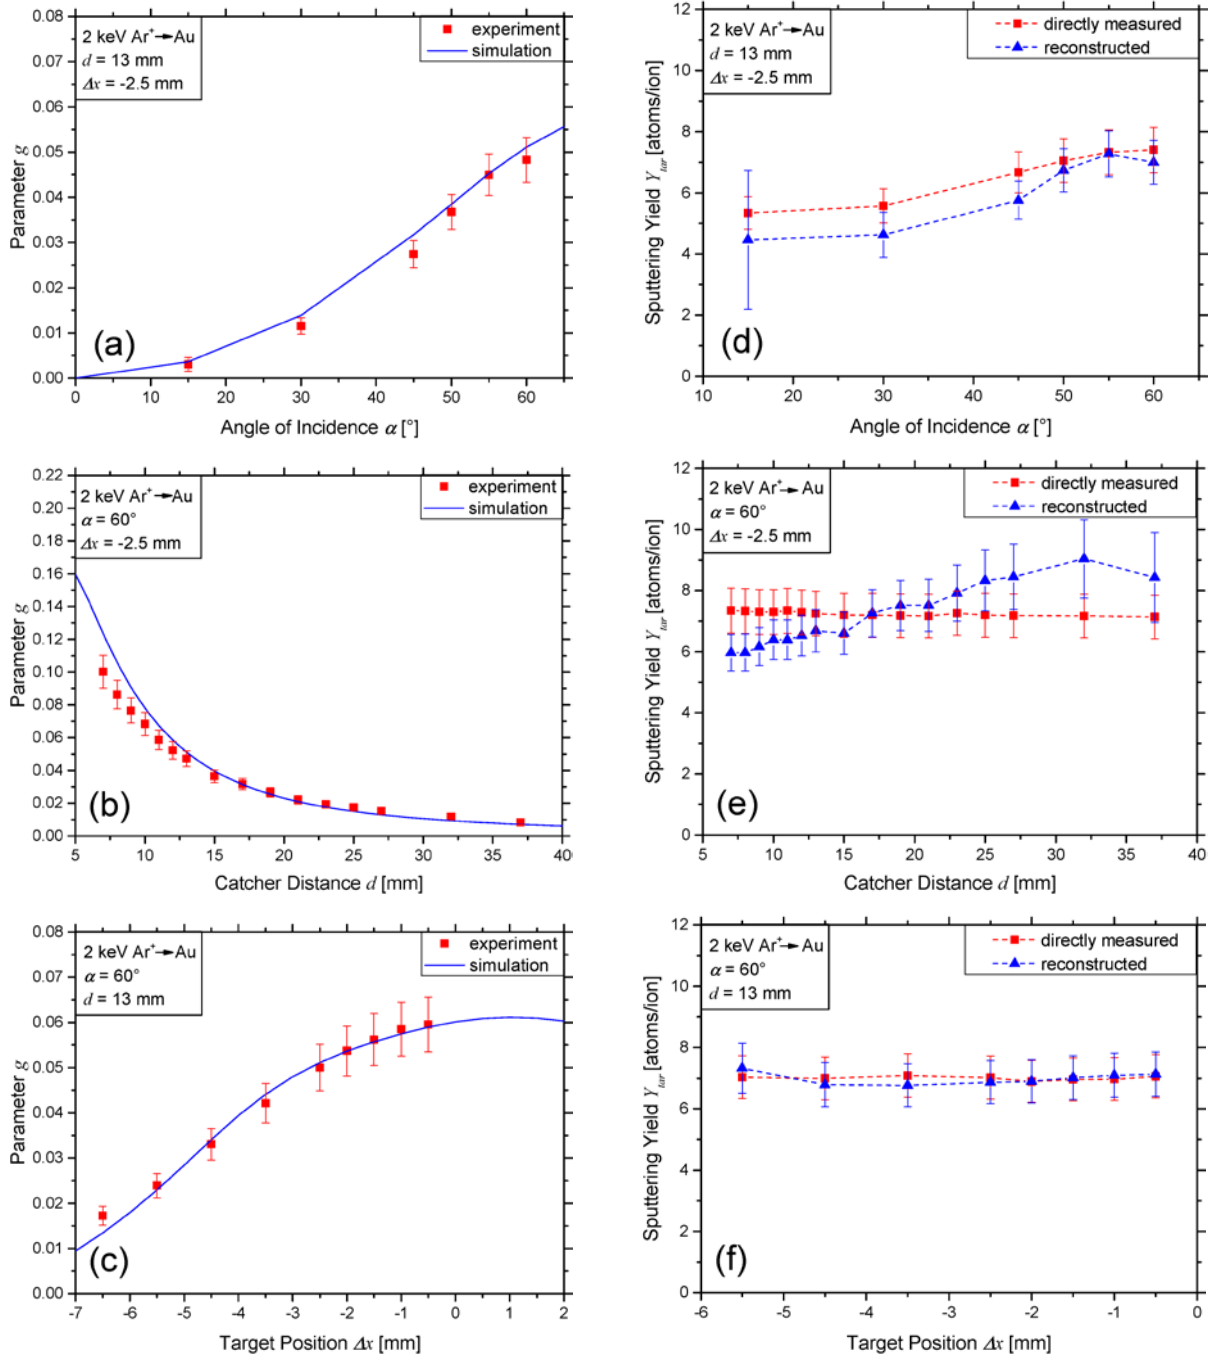 2 keV Ar⁺→Au
d = 13 mm
Δx = -2.5 mm
experiment
simulation
0.08
0.07
0.06
0.05
0.04
0.03
0.02
0.01
0.00
Parameter g
(a)
0 10 20 30 40 50 60
Angle of Incidence α [°]
2 keV Ar⁺→Au
d = 13 mm
Δx = -2.5 mm
directly measured
reconstructed
12
10
8
6
4
2
0
Sputtering Yield Y_tar [atoms/ion]
(d)
10 20 30 40 50 60
Angle of Incidence α [°]
2 keV Ar⁺→Au
α = 60°
Δx = -2.5 mm
experiment
simulation
0.22
0.20
0.18
0.16
0.14
0.12
0.10
0.08
0.06
0.04
0.02
0.00
Parameter g
(b)
5 10 15 20 25 30 35 40
Catcher Distance d [mm]
2 keV Ar⁺→Au
α = 60°
Δx = -2.5 mm
directly measured
reconstructed
12
10
8
6
4
2
0
Sputtering Yield Y_tar [atoms/ion]
(e)
5 10 15 20 25 30 35 40
Catcher Distance d [mm]
2 keV Ar⁺→Au
α = 60°
d = 13 mm
experiment
simulation
0.08
0.07
0.06
0.05
0.04
0.03
0.02
0.01
0.00
Parameter g
(c)
-7 -6 -5 -4 -3 -2 -1 0 1 2
Target Position Δx [mm]
2 keV Ar⁺→Au
α = 60°
d = 13 mm
directly measured
reconstructed
12
10
8
6
4
2
0
Sputtering Yield Y_tar [atoms/ion]
(f)
-6 -5 -4 -3 -2 -1 0
Target Position Δx [mm]